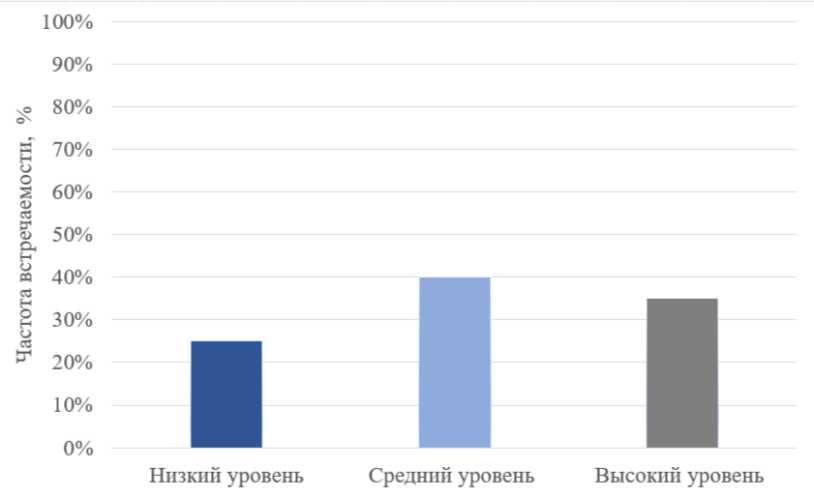 100%
90%
80%
70%
60%
50%
40%
30%
20%
10%
0%
Частота встречаемости, %
Низкий уровень
Средний уровень
Высокий уровень